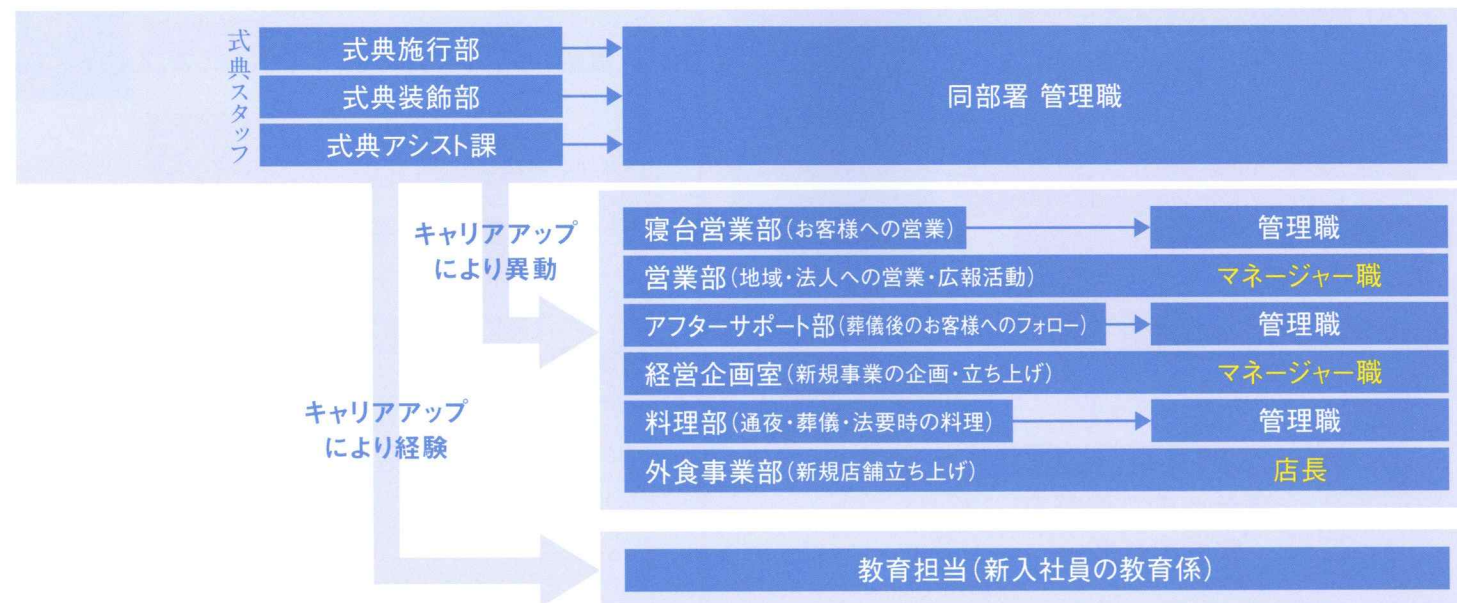 式典スタッフ
式典施行部
式典装飾部
式典アシスト課
同部署 管理職
キャリアアップ
により異動
寝台営業部(お客様への営業)
管理職
営業部(地域・法人への営業・広報活動)
マネージャー職
アフターサポート部(葬儀後のお客様へのフォロー)
管理職
経営企画室(新規事業の企画・立ち上げ)
マネージャー職
料理部(通夜・葬儀・法要時の料理)
管理職
外食事業部(新規店舗立ち上げ)
店長
キャリアアップ
により経験
教育担当(新入社員の教育係)